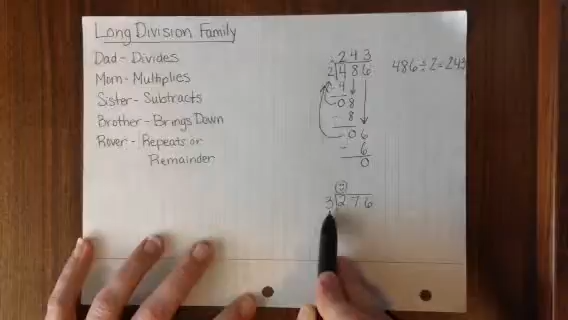 Long Division Family
Dad - Divides
Mom - Multiplies
Sister - Subtracts
Brother - Brings Down
Rover - Repeats or
Remainder
243
2)486
-4
08
-8
06
-6
0
486÷2=243
3)276